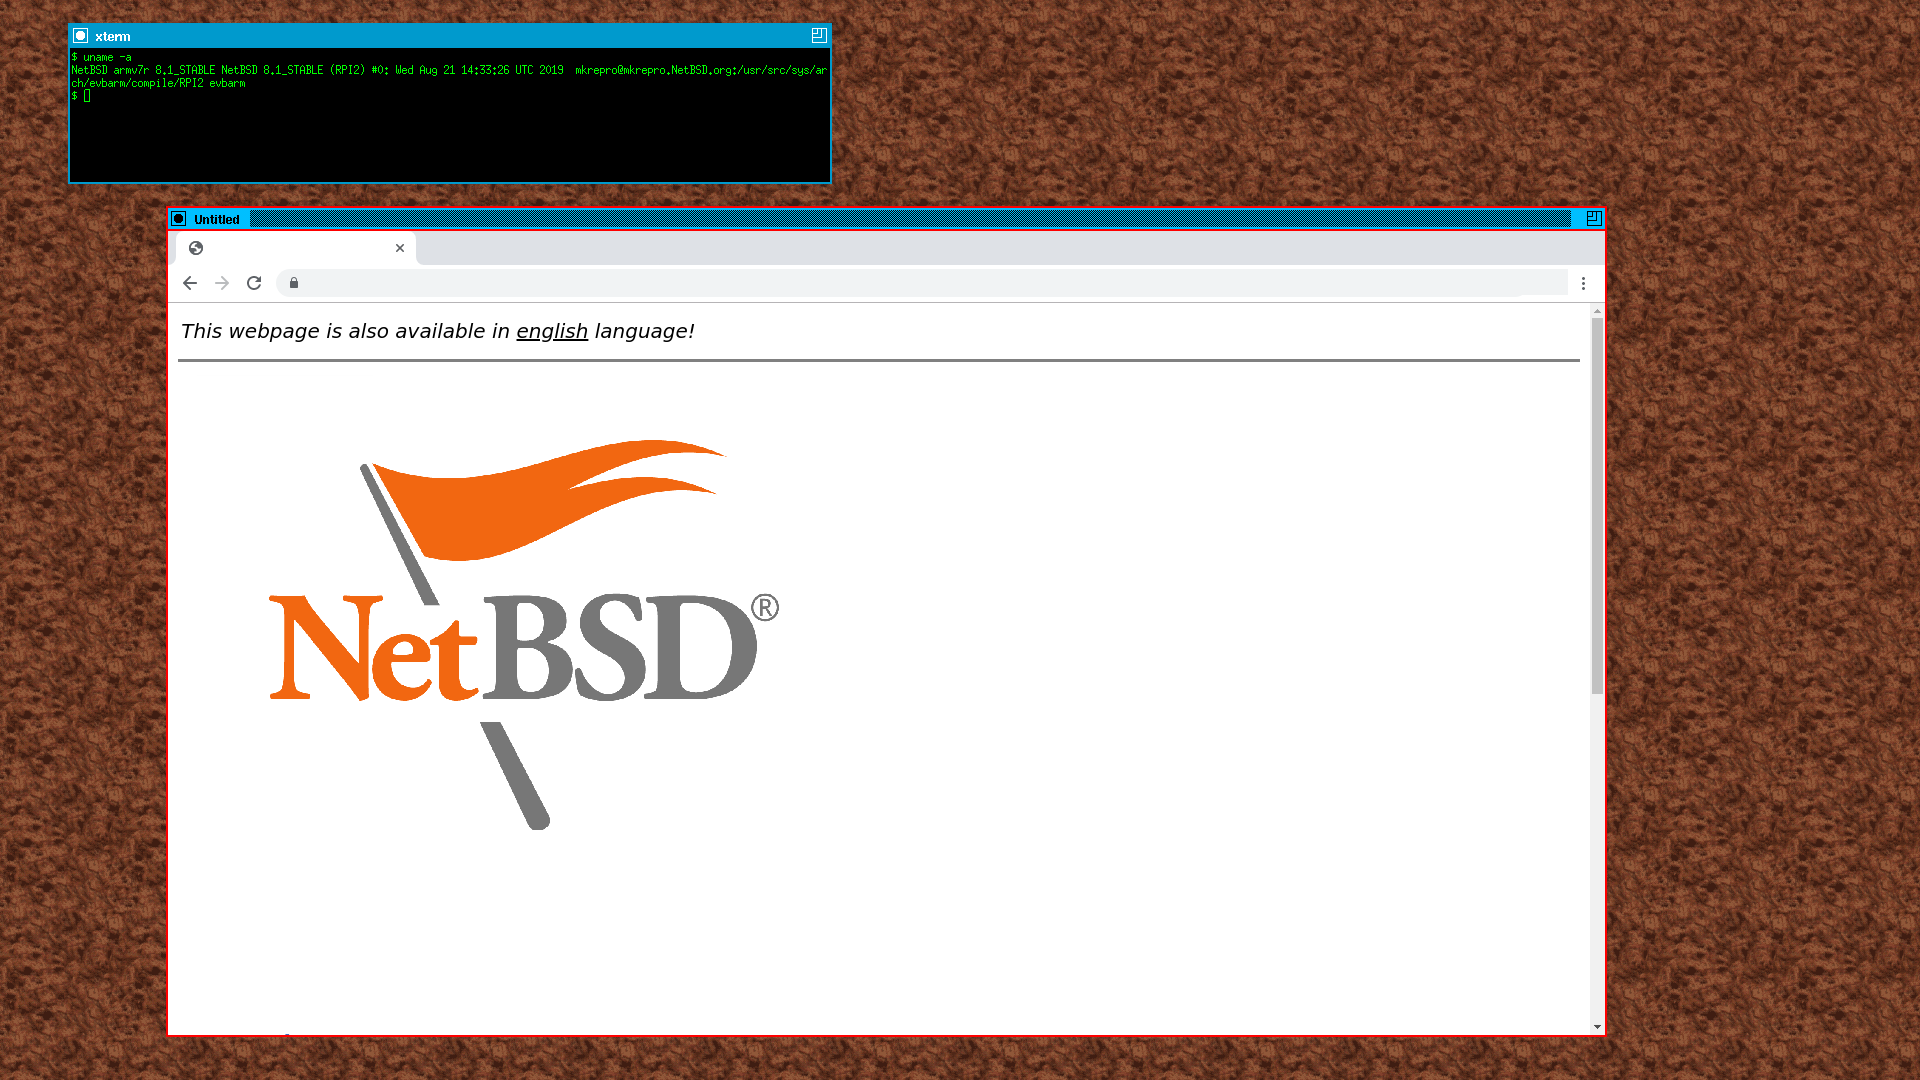 xterm
$ uname -a
NetBSD armv7r 8.1_STABLE NetBSD 8.1_STABLE (RPI2) #0: Wed Aug 21 14:33:26 UTC 2019  mkrepro@mkrepro.NetBSD.org:/usr/src/sys/ar
ch/evbarm/compile/RPI2 evbarm
$
Untitled
This webpage is also available in english language!
NetBSD®